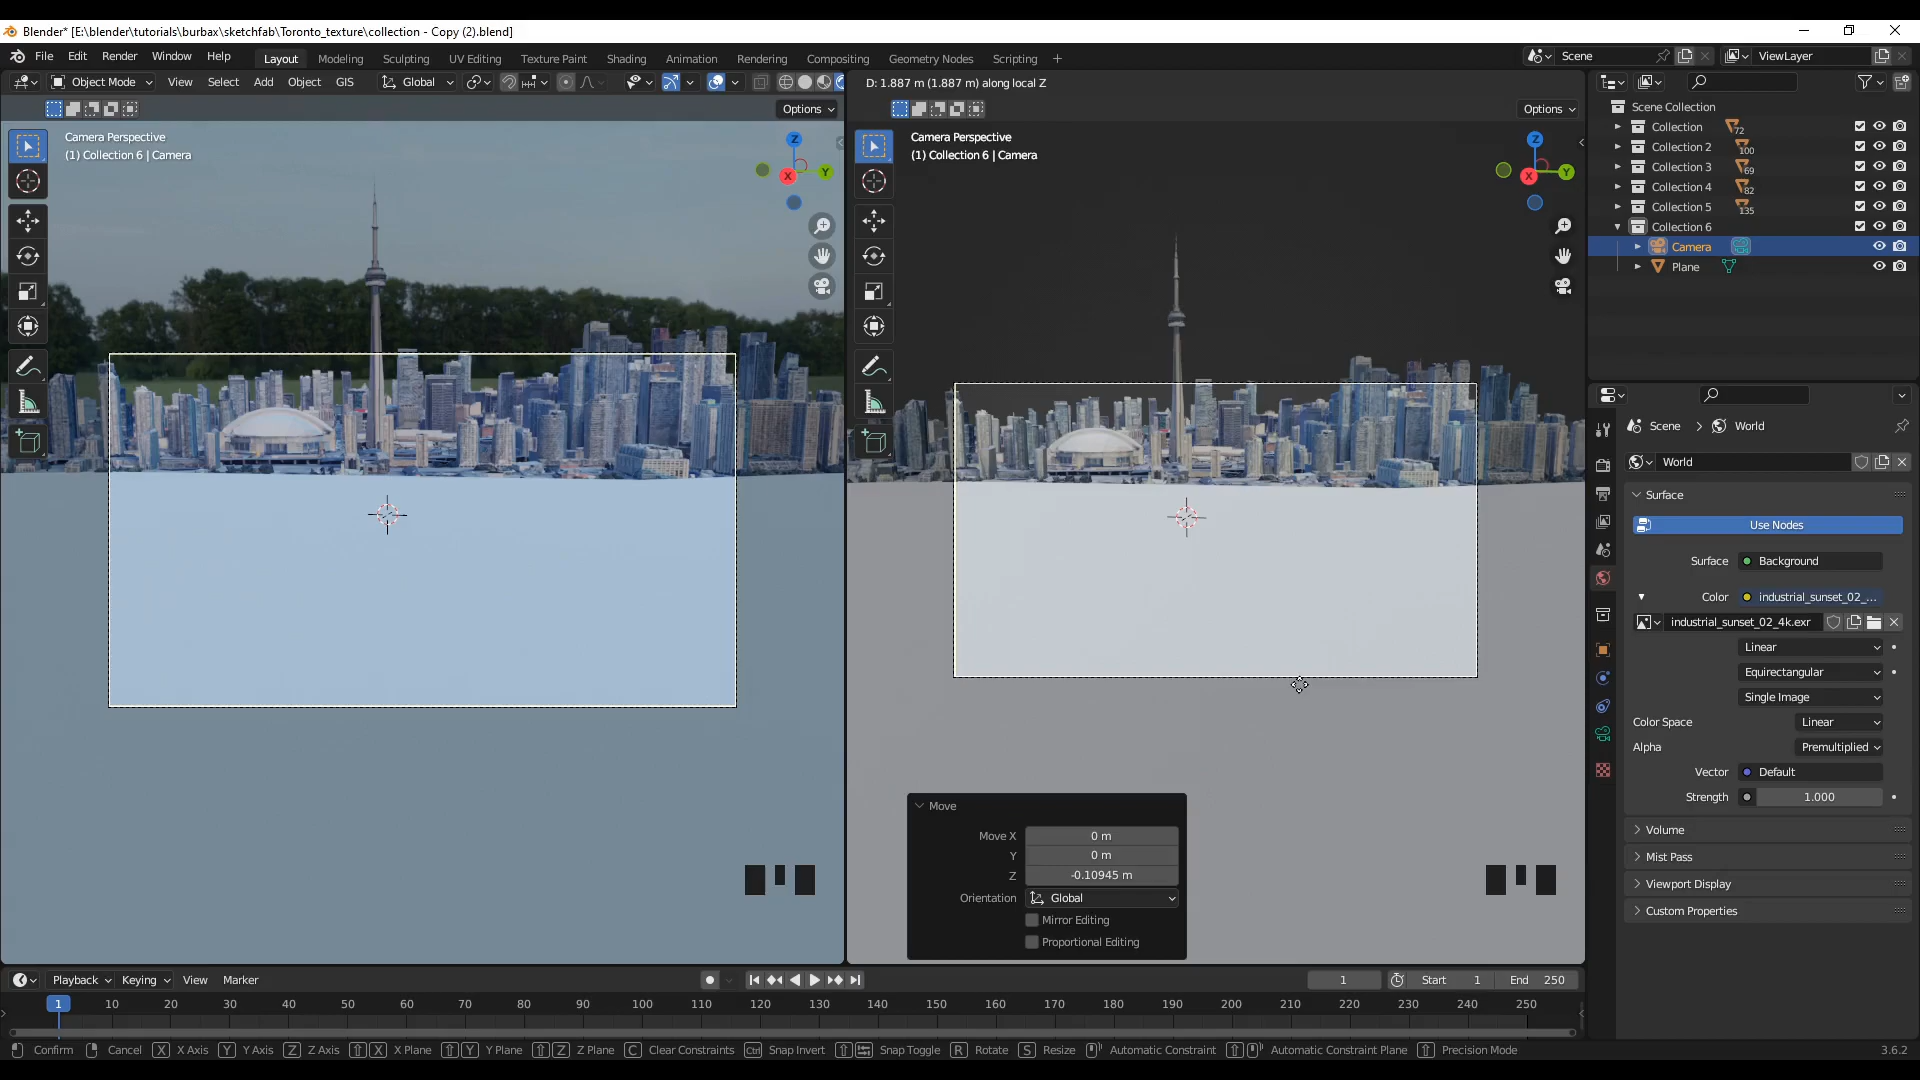 Blender* [E:\blender\tutorials\burbax\sketchfab\Toronto_texture\collection - Copy (2).blend]
File Edit Render Window Help Layout Modeling Sculpting UV Editing Texture Paint Shading Animation Rendering Compositing Geometry Nodes Scripting + Scene ViewLayer
Object Mode View Select Add Object GIS Global D: 1.887 m (1.887 m) along local Z
Options Options
Camera Perspective
(1) Collection 6 | Camera
Z
Y
X
Camera Perspective
(1) Collection 6 | Camera
Z
Y
X
Scene Collection
Collection 72
Collection 2 100
Collection 3 69
Collection 4 82
Collection 5 135
Collection 6
Camera
Plane
Scene > World
World
Surface
Use Nodes
Surface Background
Color industrial_sunset_02_...
industrial_sunset_02_4k.exr
Linear
Equirectangular
Single Image
Color Space Linear
Alpha Premultiplied
Vector Default
Strength 1.000
Volume
Mist Pass
Viewport Display
Custom Properties
Move
Move X 0 m
Y 0 m
Z -0.10945 m
Orientation Global
Mirror Editing
Proportional Editing
Playback Keying View Marker 1 Start 1 End 250
1 10 20 30 40 50 60 70 80 90 100 110 120 130 140 150 160 170 180 190 200 210 220 230 240 250
Confirm Cancel X X Axis Y Y Axis Z Z Axis X X Plane Y Y Plane Z Z Plane C Clear Constraints Ctrl Snap Invert Snap Toggle R Rotate S Resize Automatic Constraint Automatic Constraint Plane Precision Mode 3.6.2